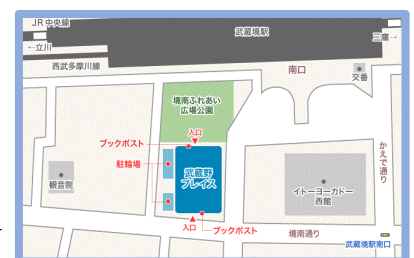 JR 中央線
武蔵境駅
←立川
三鷹→
西武多摩川線
南口
交番
境南ふれあい
広場公園
入口
ブックポスト
駐輪場
武蔵野
プレイス
かえで通り
観音院
イトーヨーカドー
西館
入口
ブックポスト
境南通り
武蔵境駅南口